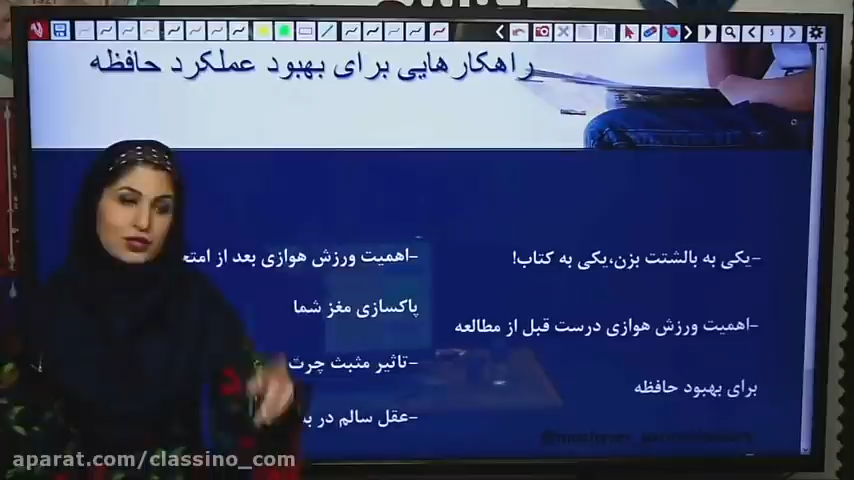 راهکارهایی برای بهبود عملکرد حافظه
-یکی به بالشتت بزن،یکی به کتاب!
-اهمیت ورزش هوازی درست قبل از مطالعه
برای بهبود حافظه
-اهمیت ورزش هوازی بعد از
پاکسازی مغز شما
-تاثیر مثبت چرت
-عقل سالم در
aparat.com/classino_com